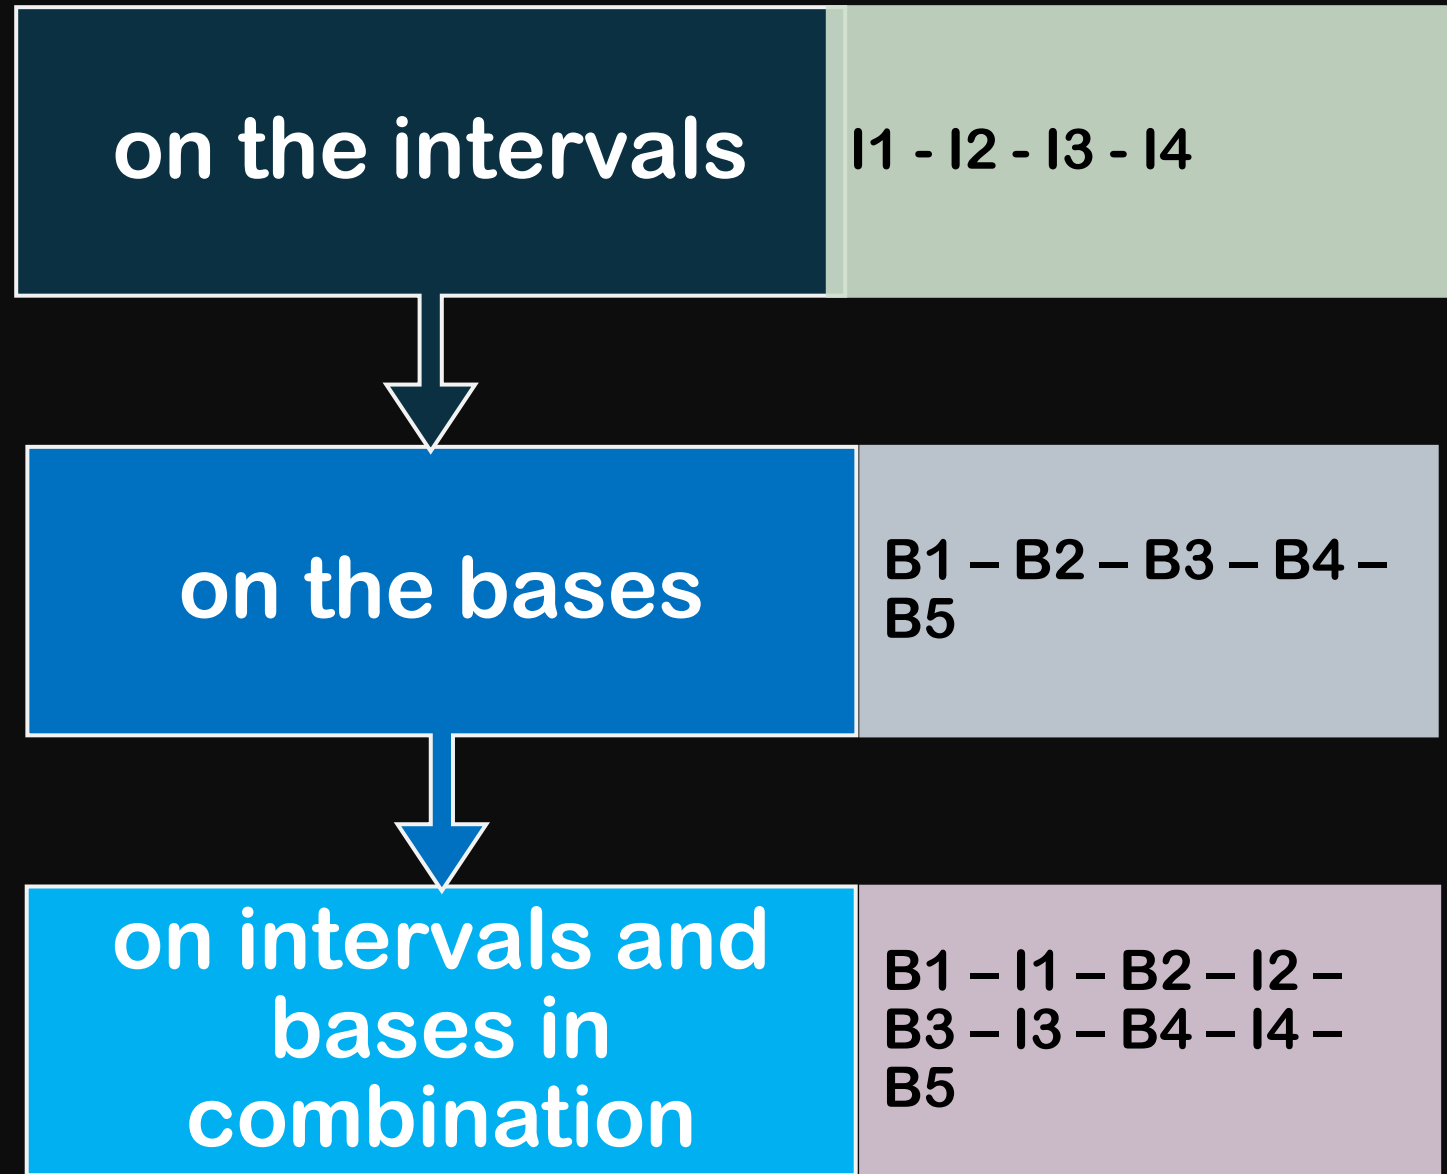 on the intervals
I1 - I2 - I3 - I4
on the bases
B1 – B2 – B3 – B4 –
B5
on intervals and
bases in
combination
B1 – I1 – B2 – I2 –
B3 – I3 – B4 – I4 –
B5